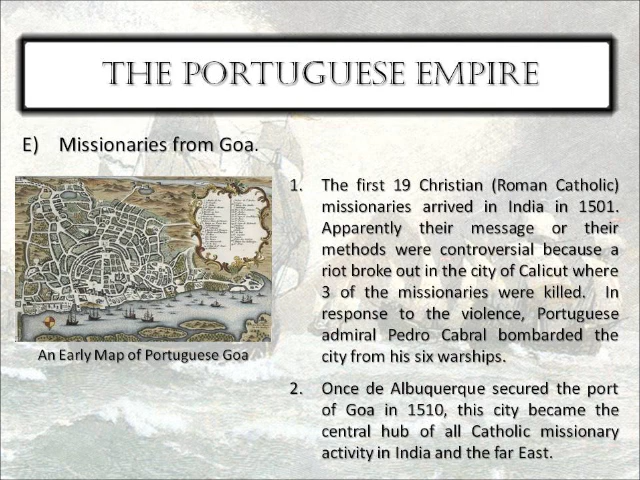 THE PORTUGUESE EMPIRE
E) Missionaries from Goa.
1. The first 19 Christian (Roman Catholic)
missionaries arrived in India in 1501.
Apparently their message or their
methods were controversial because a
riot broke out in the city of Calicut where
3 of the missionaries were killed. In
response to the violence, Portuguese
admiral Pedro Cabral bombarded the
city from his six warships.
An Early Map of Portuguese Goa
2. Once de Albuquerque secured the port
of Goa in 1510, this city became the
central hub of all Catholic missionary
activity in India and the far East.